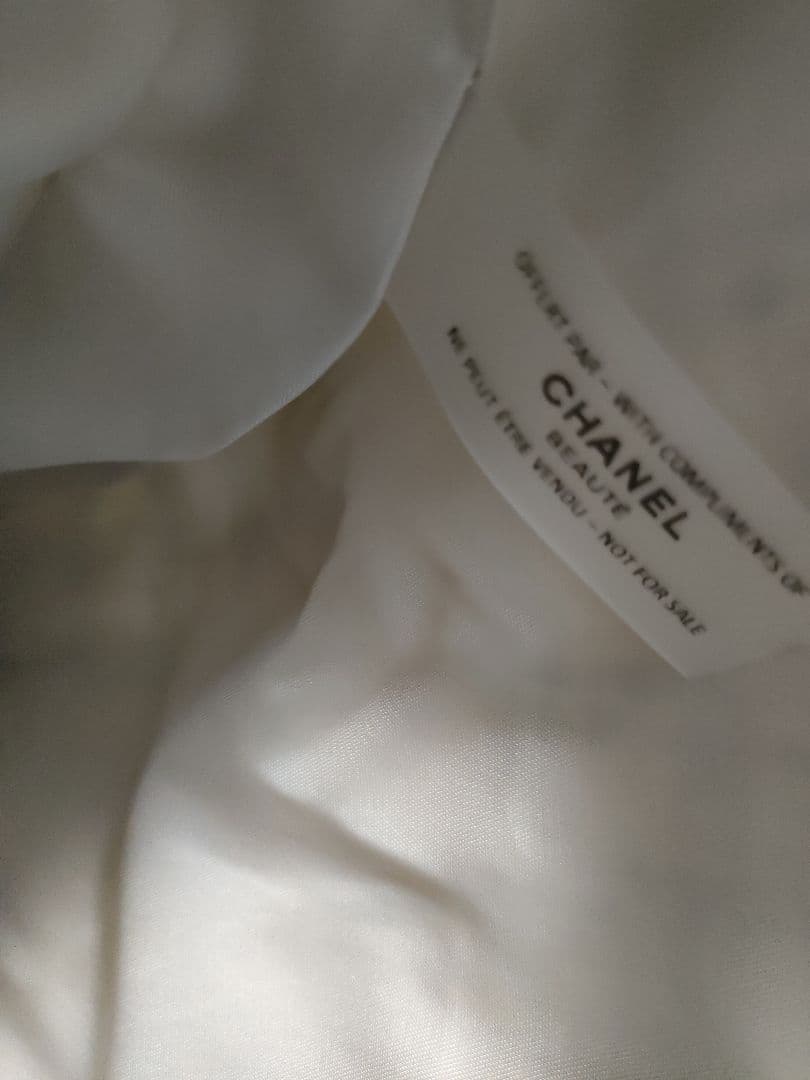 OFFERT PAR - WITH COMPLIMENTS OF
CHANEL
BEAUTÉ
NE PEUT ÊTRE VENDU - NOT FOR SALE